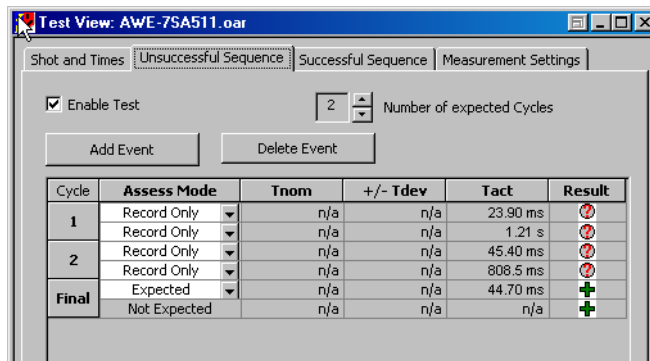 Test View: AWE-7SA511.oar
Shot and Times Unsuccessful Sequence Successful Sequence Measurement Settings
Enable Test 2 Number of expected Cycles
Add Event Delete Event
Cycle Assess Mode Tnom +/- Tdev Tact Result
1 Record Only n/a n/a 23.90 ms
Record Only n/a n/a 1.21 s
2 Record Only n/a n/a 45.40 ms
Record Only n/a n/a 808.5 ms
Final Expected n/a n/a 44.70 ms
Not Expected n/a n/a n/a